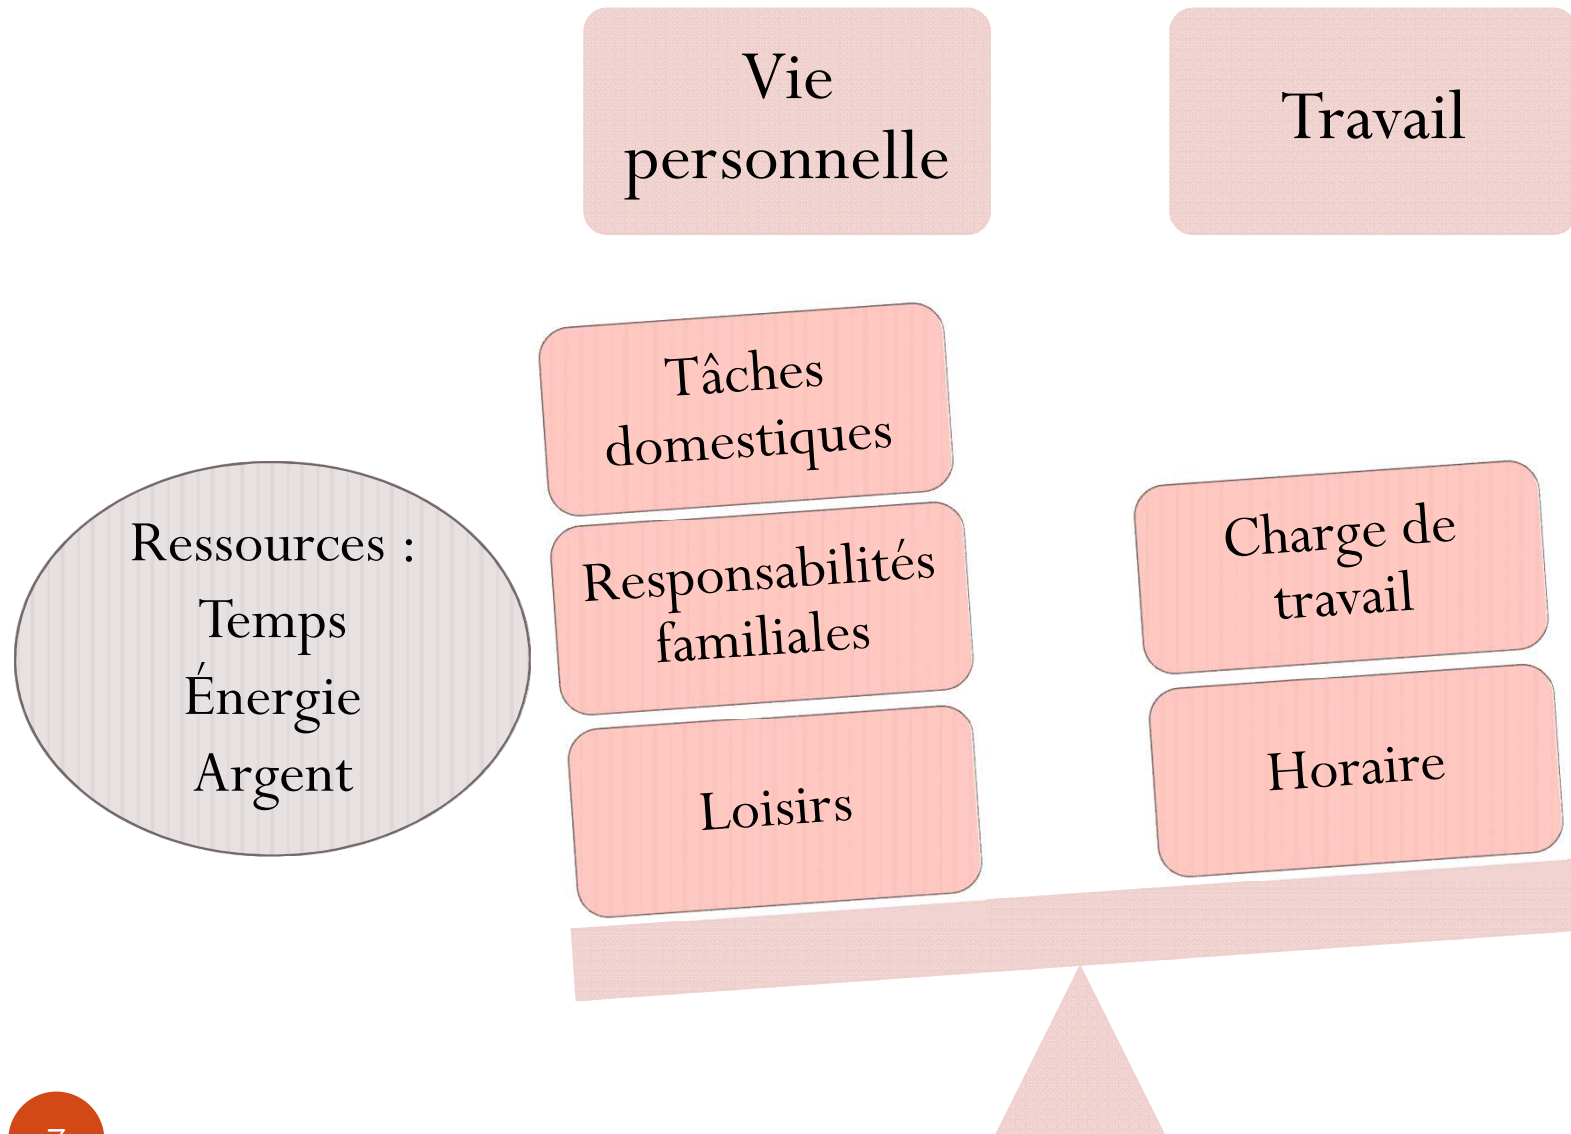 Vie
personnelle
Travail
Tâches
domestiques
Responsabilités
familiales
Loisirs
Charge de
travail
Horaire
Ressources :
Temps
Énergie
Argent